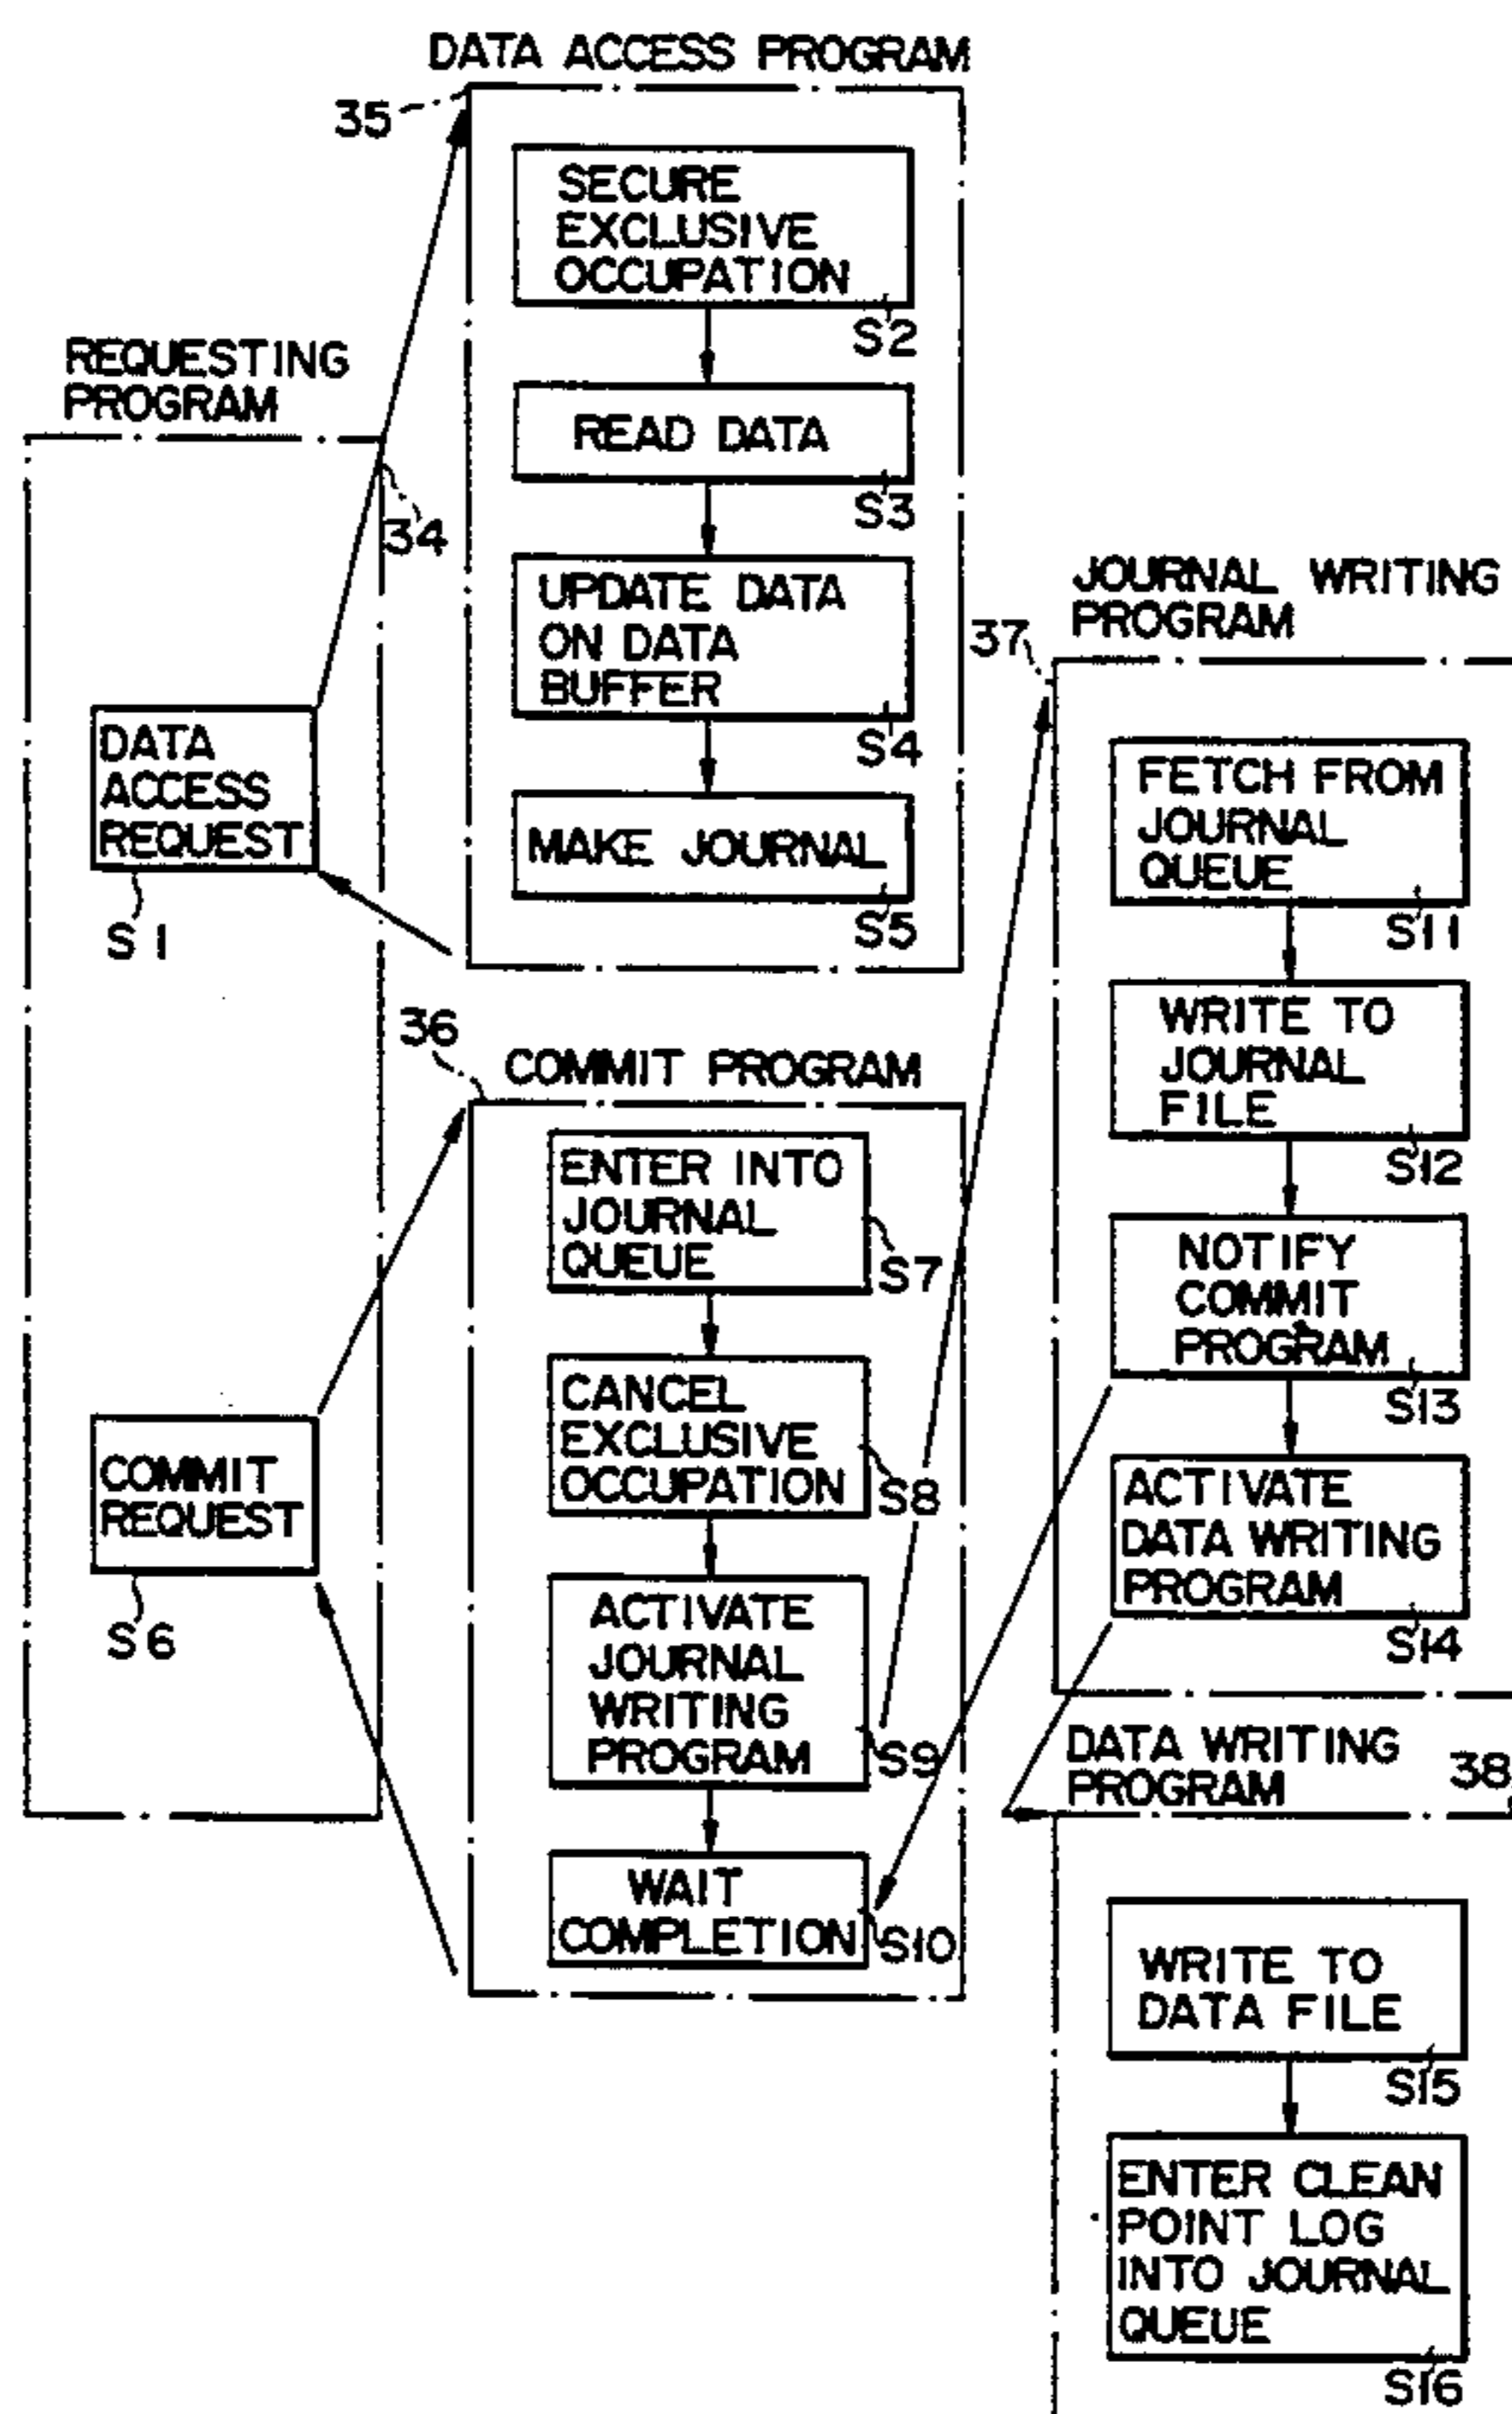 DATA ACCESS PROGRAM
35
SECURE
EXCLUSIVE
OCCUPATION
S2
READ DATA
S3
UPDATE DATA
ON DATA
BUFFER
S4
MAKE JOURNAL
S5
REQUESTING
PROGRAM
34
DATA
ACCESS
REQUEST
S1
COMMIT
REQUEST
S6
36
COMMIT PROGRAM
ENTER INTO
JOURNAL
QUEUE
S7
CANCEL
EXCLUSIVE
OCCUPATION
S8
ACTIVATE
JOURNAL
WRITING
PROGRAM
S9
WAIT
COMPLETION
S10
JOURNAL WRITING
PROGRAM
37
FETCH FROM
JOURNAL
QUEUE
S11
WRITE TO
JOURNAL
FILE
S12
NOTIFY
COMMIT
PROGRAM
S13
ACTIVATE
DATA WRITING
PROGRAM
S14
DATA WRITING
PROGRAM
38
WRITE TO
DATA FILE
S15
ENTER CLEAN
POINT LOG
INTO JOURNAL
QUEUE
S16